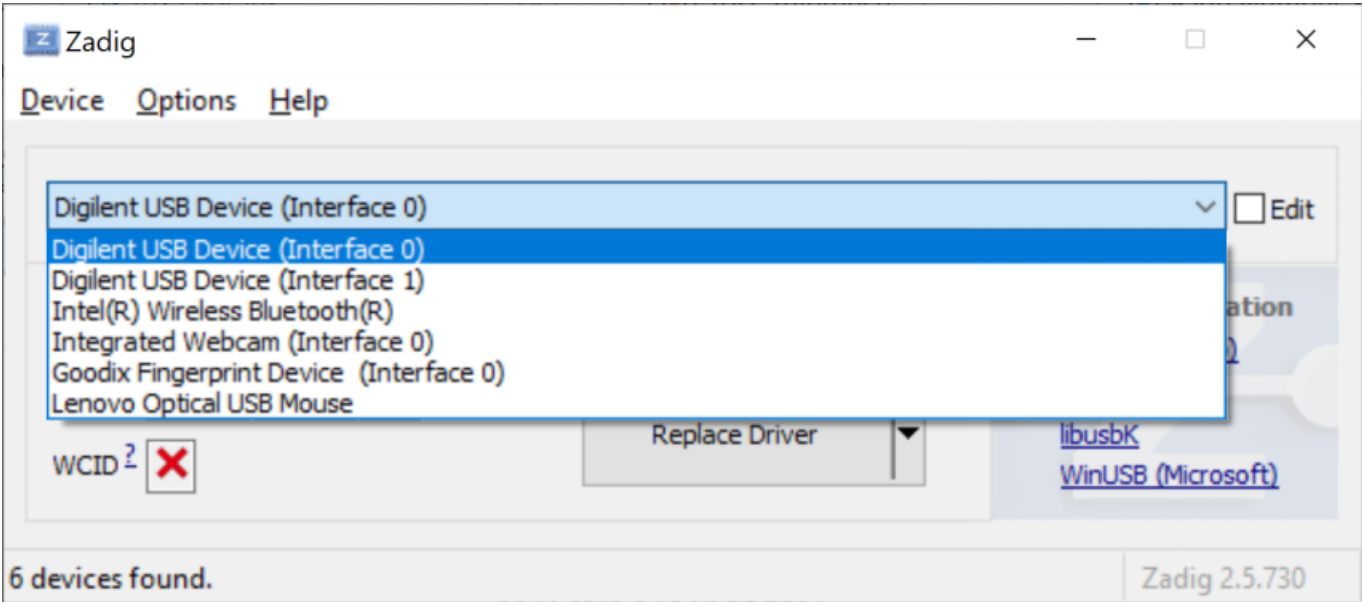 Zadig
Device Options Help
Digilent USB Device (Interface 0)
Edit
Digilent USB Device (Interface 0)
Digilent USB Device (Interface 1)
Intel(R) Wireless Bluetooth(R)
Integrated Webcam (Interface 0)
Goodix Fingerprint Device  (Interface 0)
Lenovo Optical USB Mouse
ation
Replace Driver
libusbK
WCID ?
WinUSB (Microsoft)
6 devices found.
Zadig 2.5.730